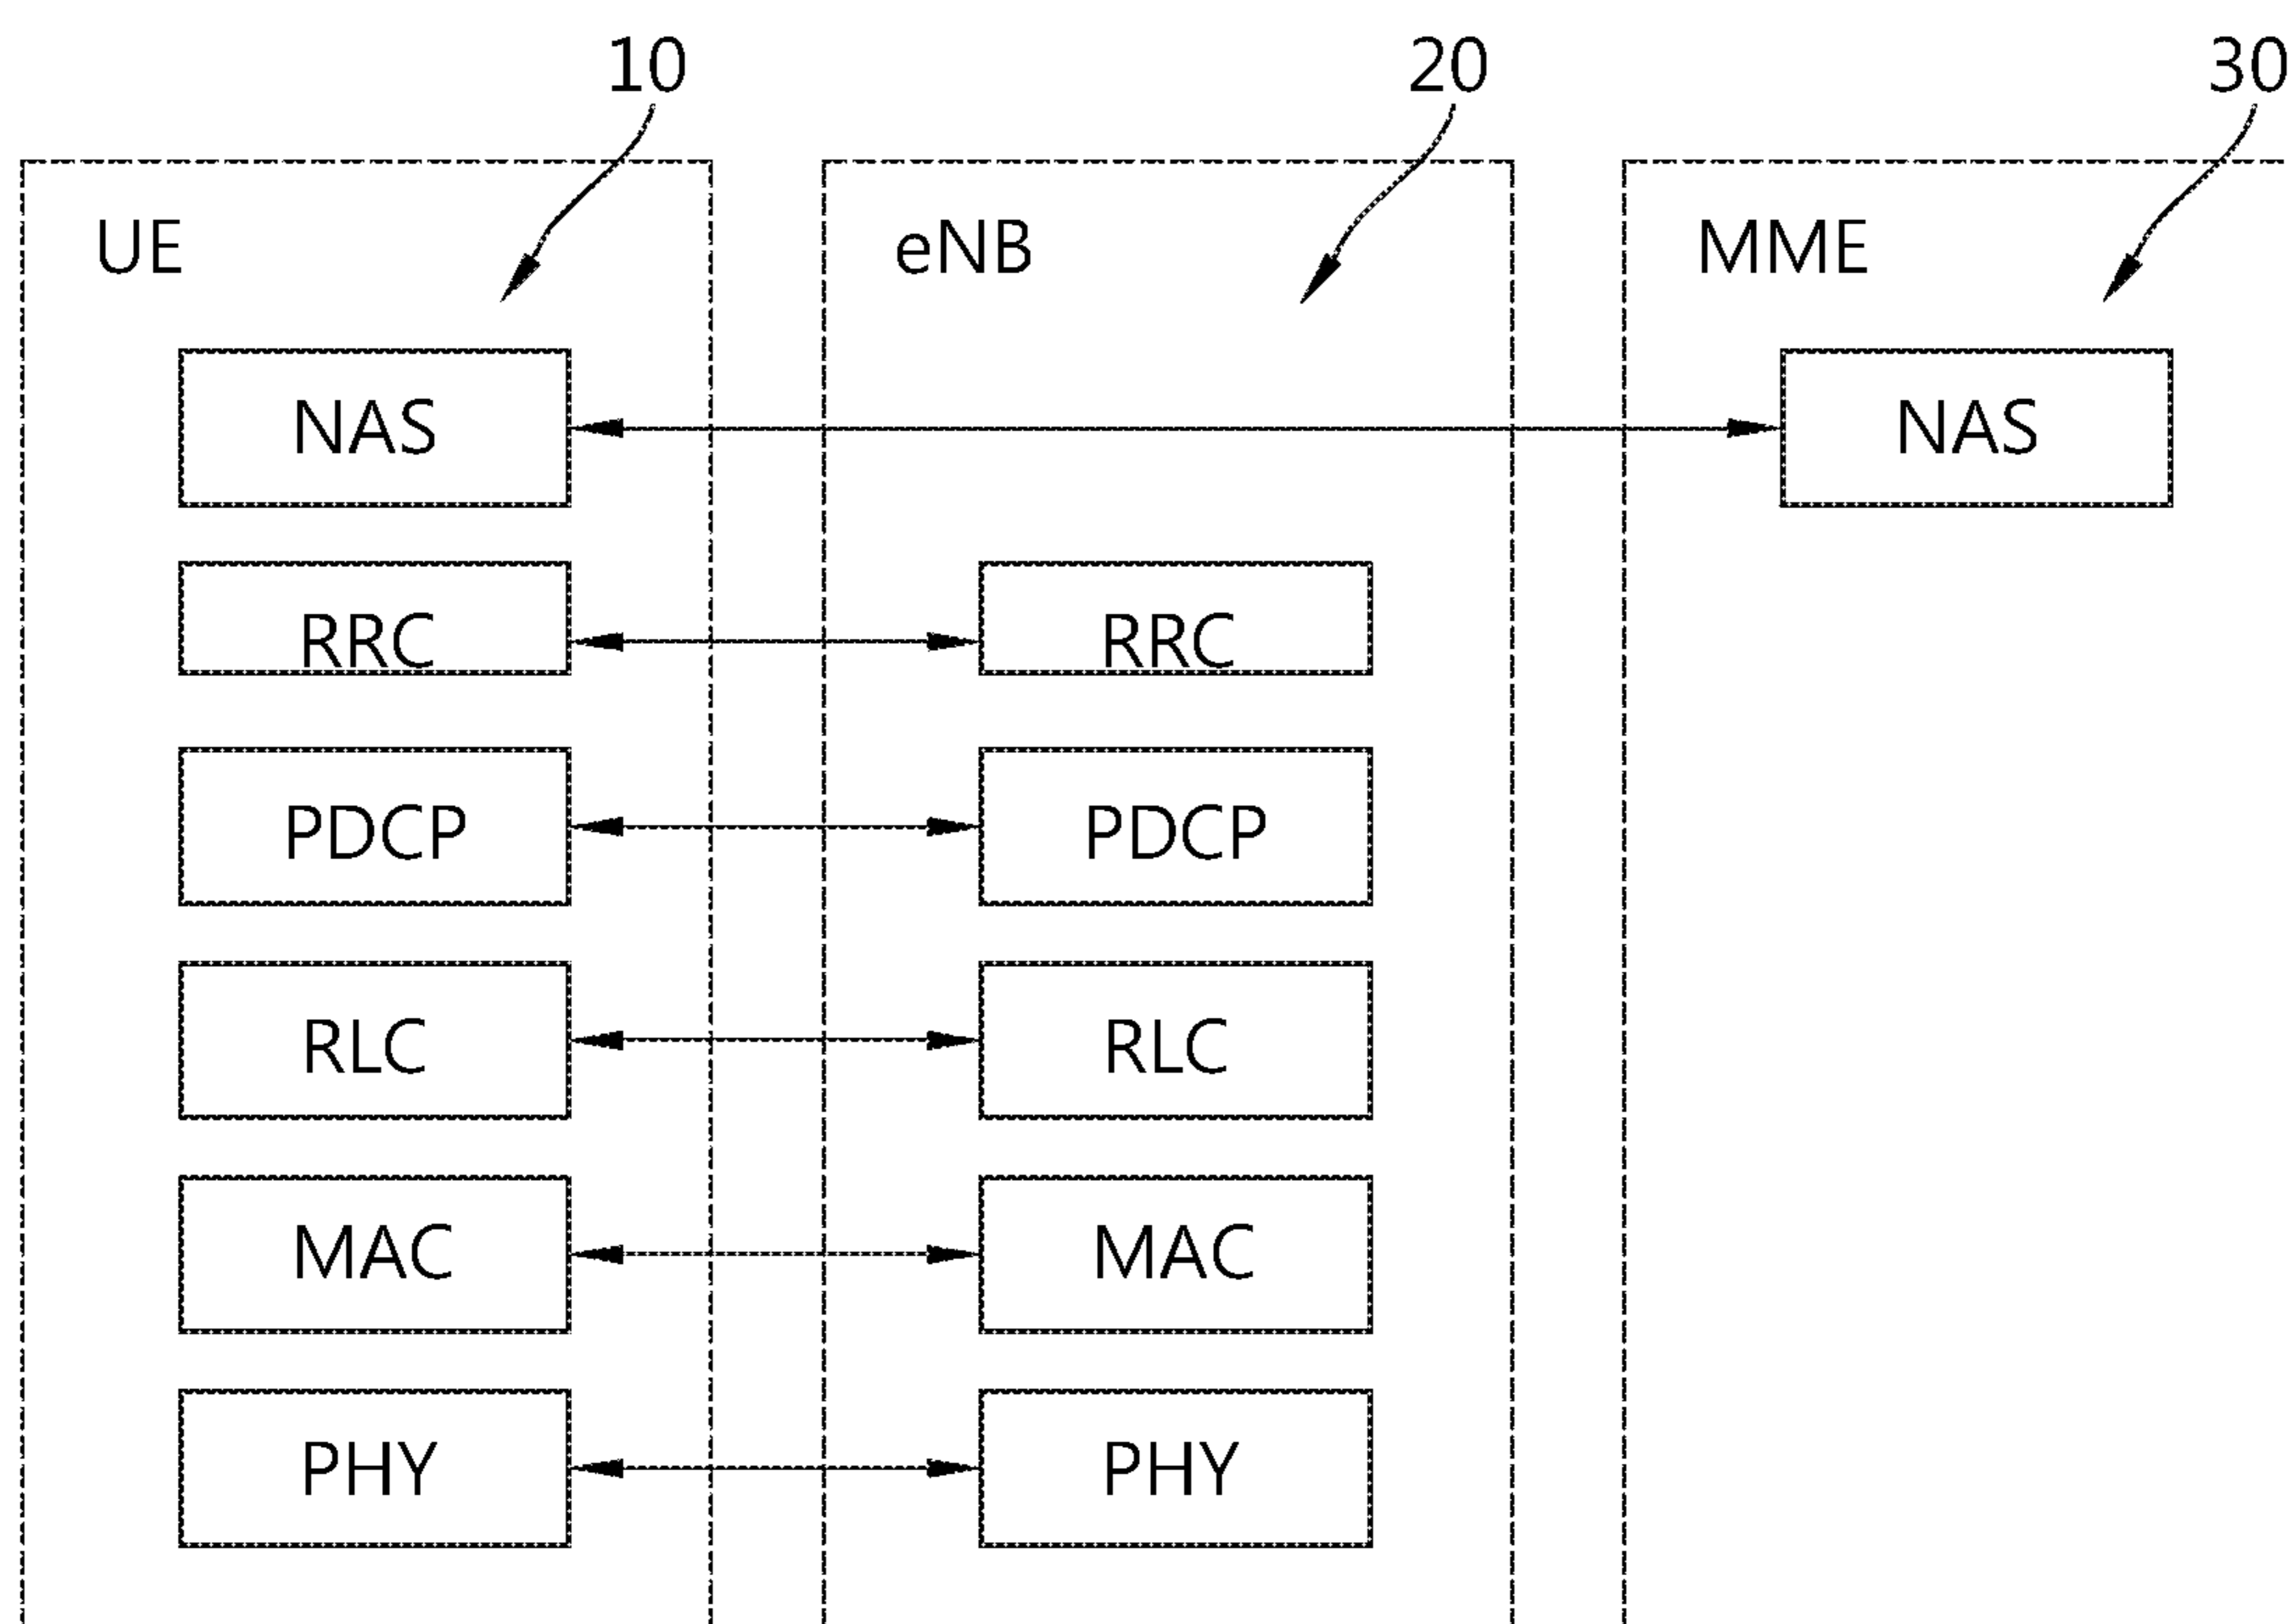 10 20 30
UE eNB MME
NAS NAS
RRC RRC
PDCP PDCP
RLC RLC
MAC MAC
PHY PHY